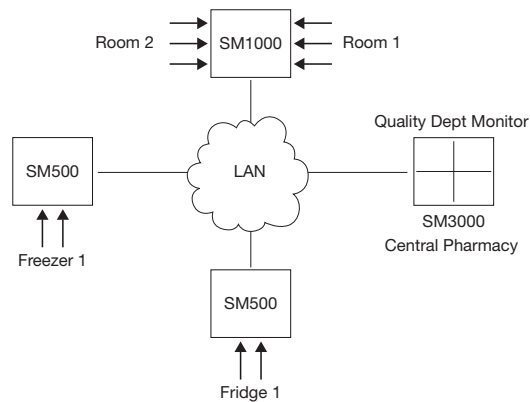 Room 2
SM1000
Room 1
Quality Dept Monitor
SM500
LAN
SM3000
Central Pharmacy
Freezer 1
SM500
Fridge 1